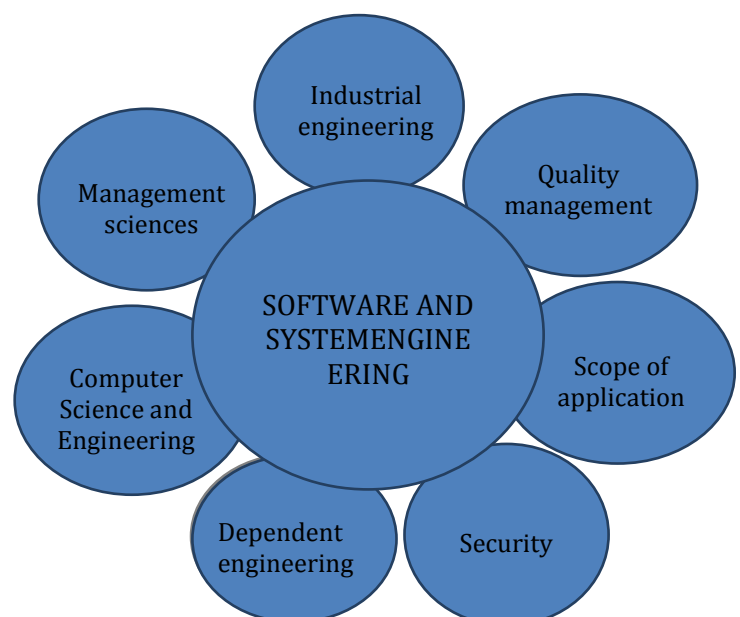 Industrial
engineering
Quality
management
Management
sciences
SOFTWARE AND
SYSTEMENGINE
ERING
Scope of
application
Computer
Science and
Engineering
Dependent
engineering
Security